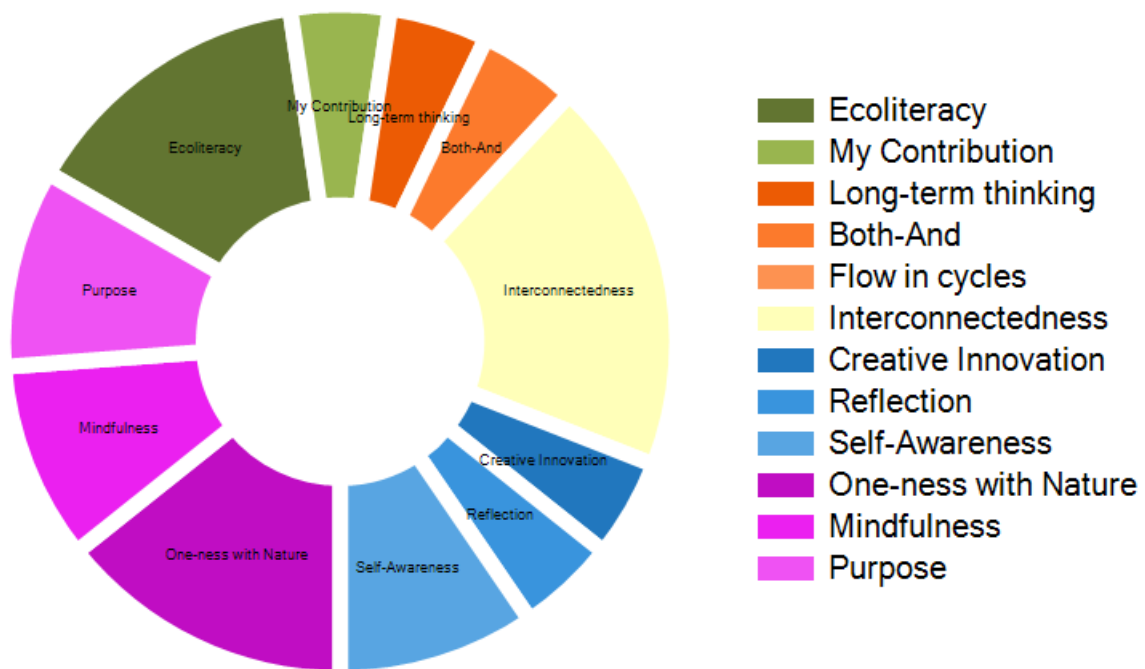 My Contribution
Long-term thinking
Ecoliteracy
Both-And
Purpose
Interconnectedness
Mindfulness
Creative Innovation
Reflection
One-ness with Nature
Self-Awareness
Ecoliteracy
My Contribution
Long-term thinking
Both-And
Flow in cycles
Interconnectedness
Creative Innovation
Reflection
Self-Awareness
One-ness with Nature
Mindfulness
Purpose